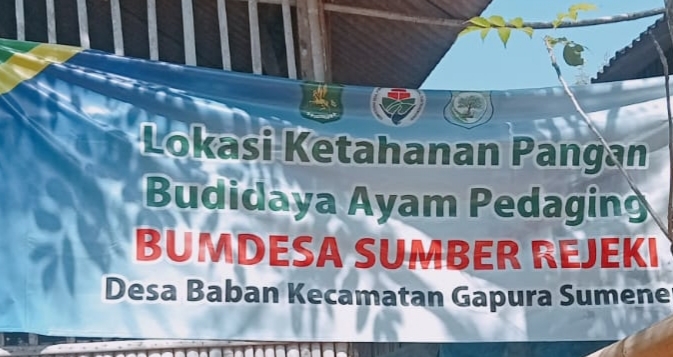 Lokasi Ketahanan Pangan
Budidaya Ayam Pedaging
BUMDESA SUMBER REJEKI
Desa Baban Kecamatan Gapura